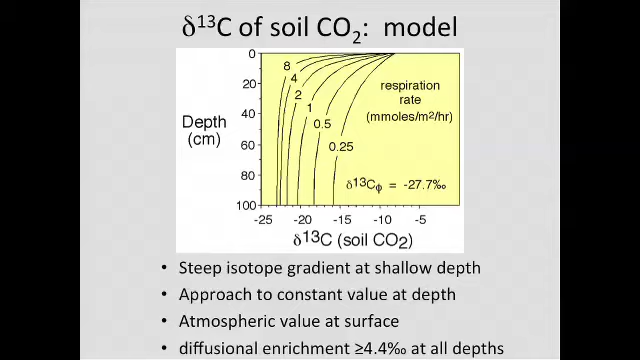 δ¹³C of soil CO₂: model
0
20
40
60
80
100
Depth
(cm)
8
4
2
1
0.5
0.25
respiration
rate
(mmoles/m²/hr)
δ¹³Cϕ = -27.7‰
-25 -20 -15 -10 -5
δ¹³C (soil CO₂)
• Steep isotope gradient at shallow depth
• Approach to constant value at depth
• Atmospheric value at surface
• diffusional enrichment ≥4.4‰ at all depths